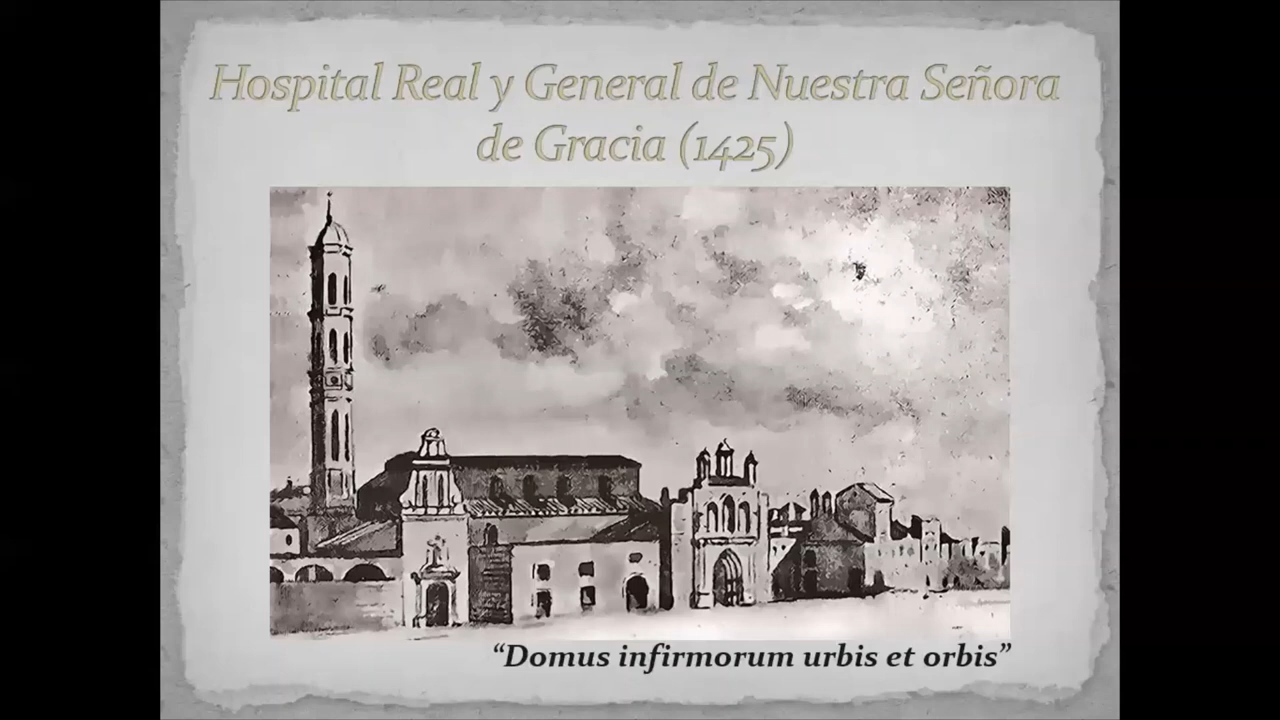 Hospital Real y General de Nuestra Señora
de Gracia (1425)
“Domus infirmorum urbis et orbis”